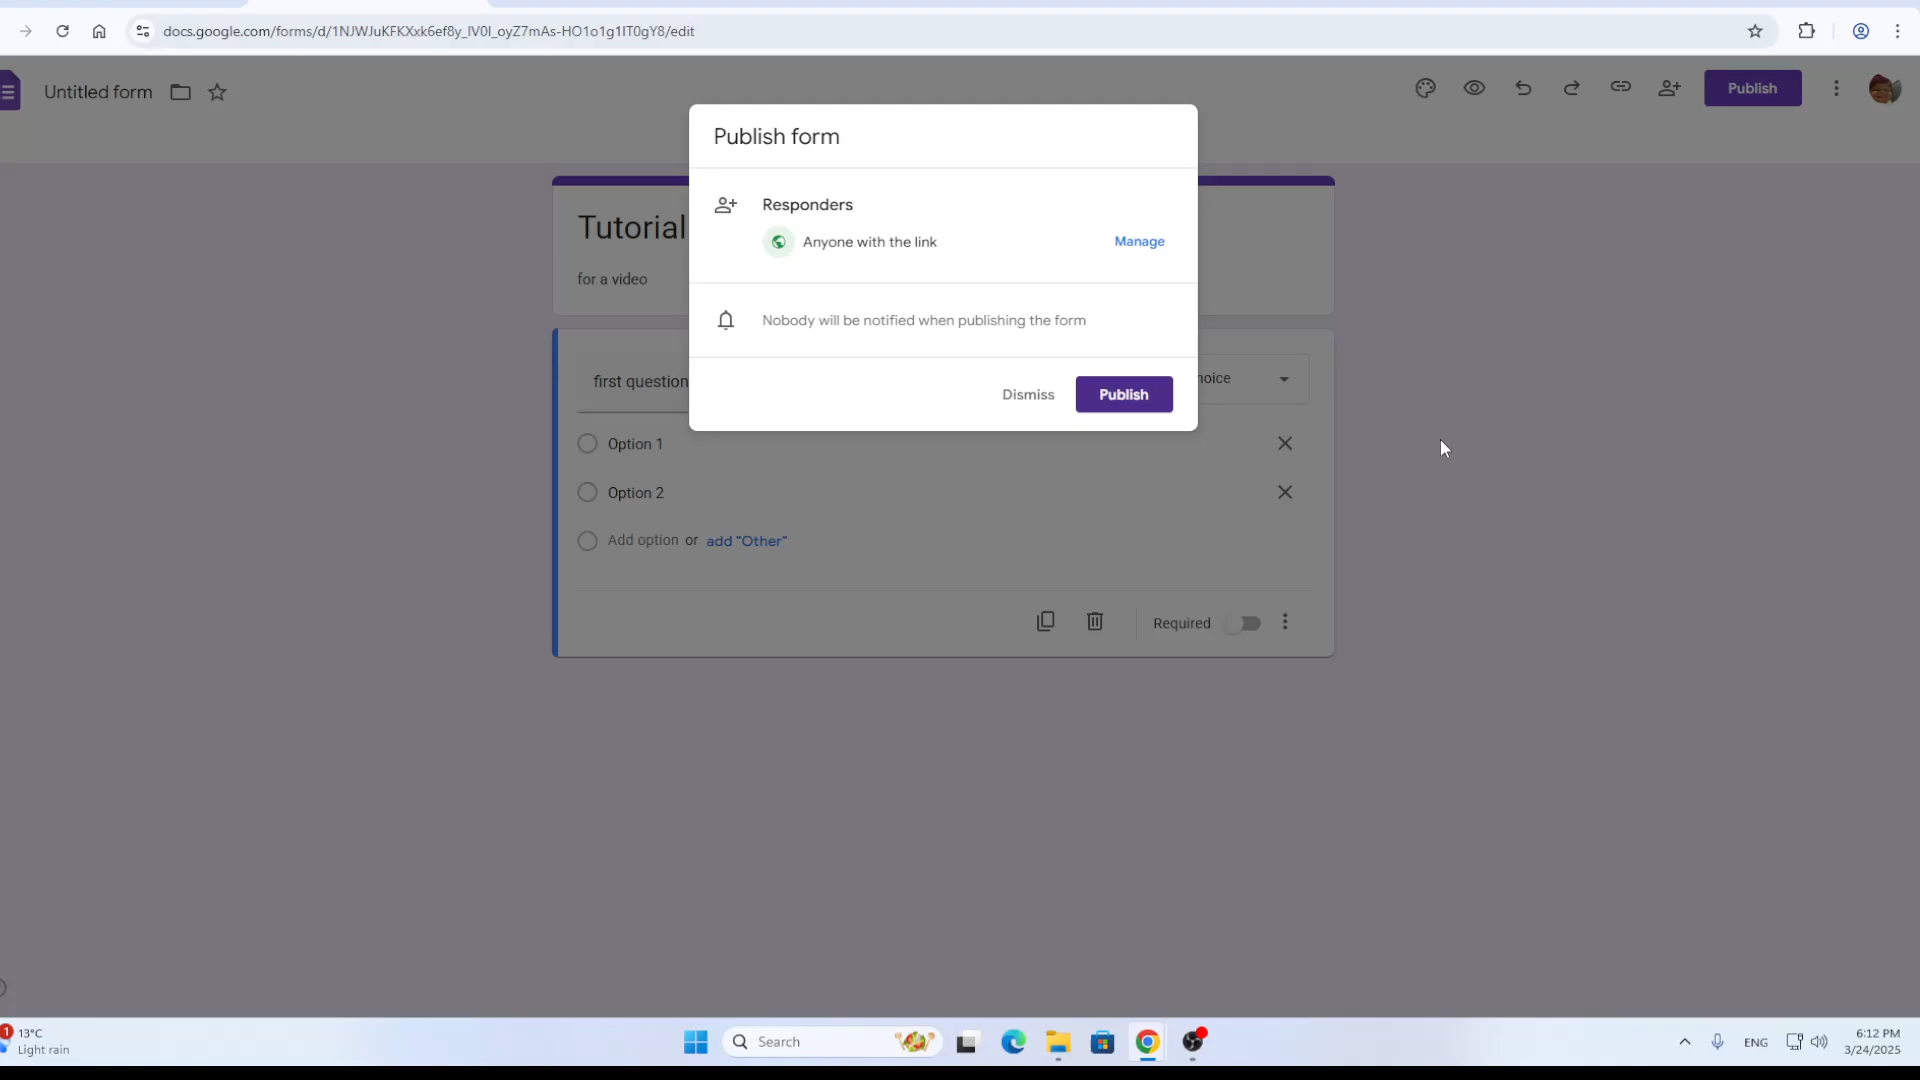 docs.google.com/forms/d/1NJWJuKFKXxk6ef8y_lV0l_oyZ7mAs-HO1o1g1IT0gY8/edit
Untitled form
Publish
Publish form
Responders
Anyone with the link
Manage
Nobody will be notified when publishing the form
Dismiss
Publish
Tutorial
for a video
first question
hoice
Option 1
Option 2
Add option or add "Other"
Required
1
13°C
Light rain
Search
ENG
6:12 PM
3/24/2025